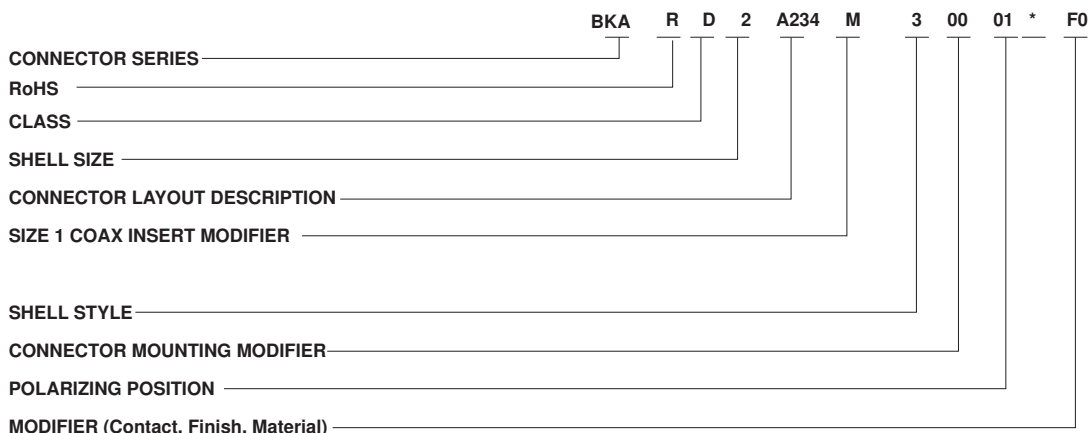 BKA R D 2 A234 M 3 00 01 * F0
CONNECTOR SERIES
RoHS
CLASS
SHELL SIZE
CONNECTOR LAYOUT DESCRIPTION
SIZE 1 COAX INSERT MODIFIER
SHELL STYLE
CONNECTOR MOUNTING MODIFIER
POLARIZING POSITION
MODIFIER (Contact, Finish, Material)